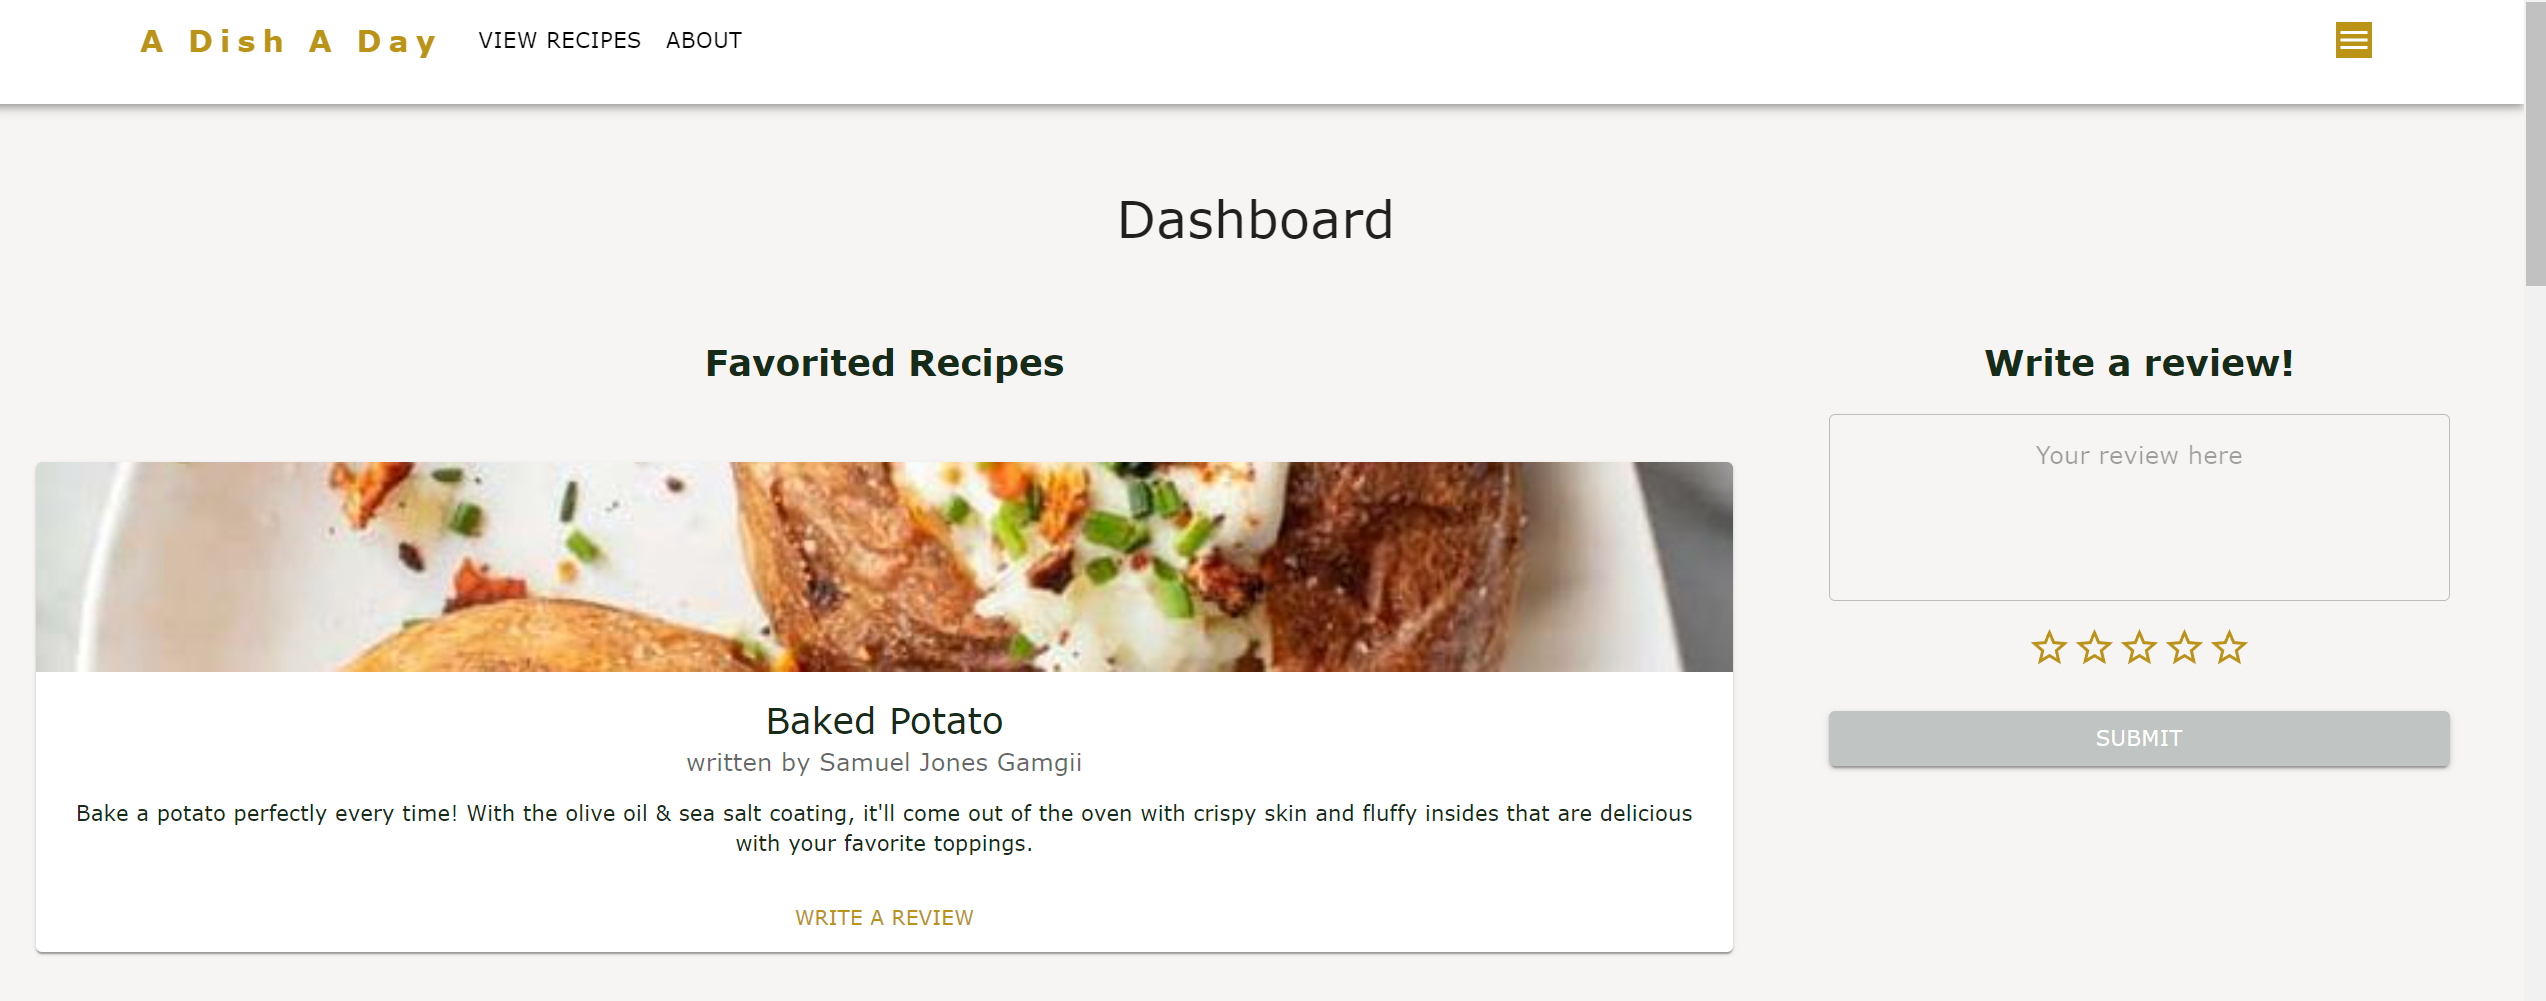 A Dish A Day
VIEW RECIPES
ABOUT
Dashboard
Favorited Recipes
Baked Potato
written by Samuel Jones Gamgii
Bake a potato perfectly every time! With the olive oil & sea salt coating, it'll come out of the oven with crispy skin and fluffy insides that are delicious
with your favorite toppings.
WRITE A REVIEW
Write a review!
Your review here
SUBMIT